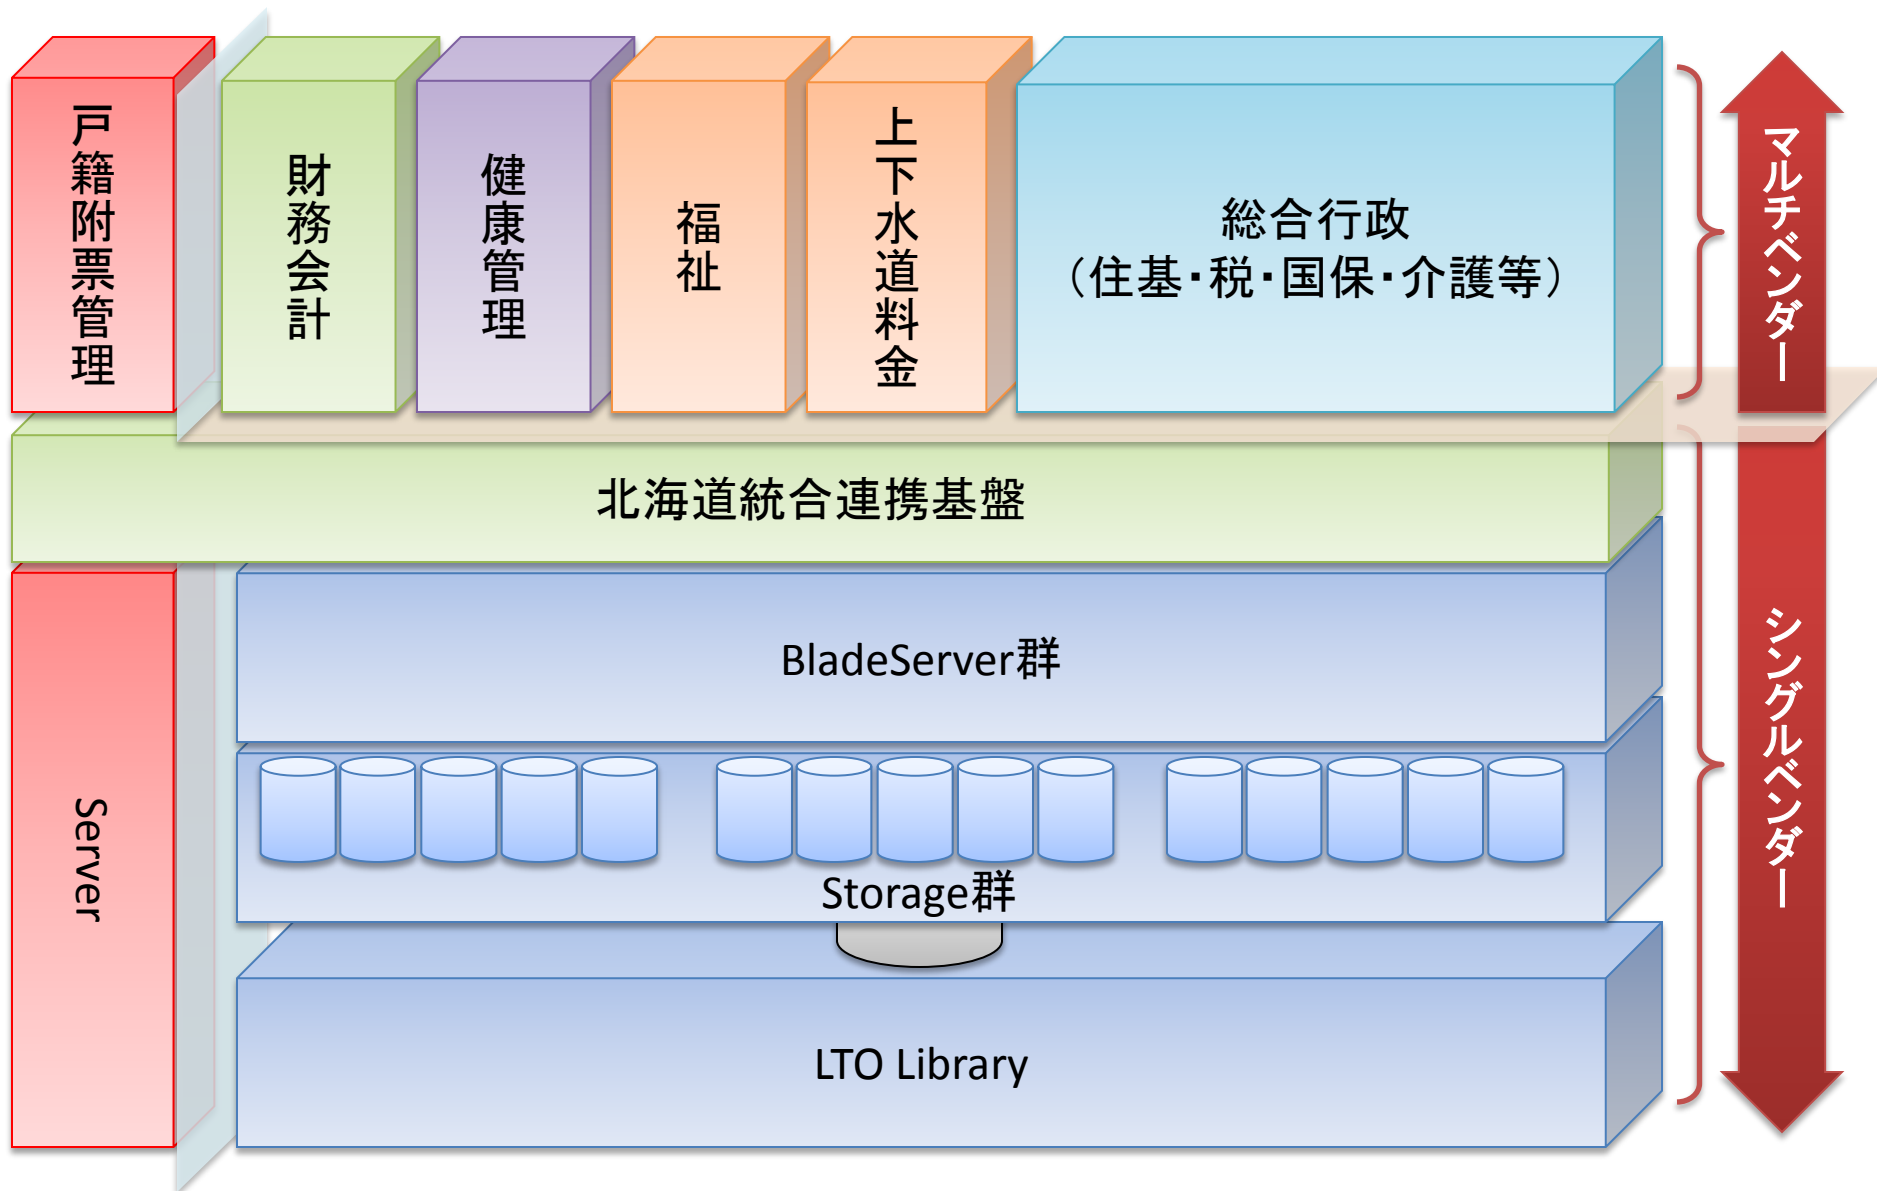 戸籍附票管理
財務会計
健康管理
福祉
上下水道料金
総合行政
（住基・税・国保・介護等）
マルチベンダー
北海道統合連携基盤
シングルベンダー
Server
BladeServer群
Storage群
LTO Library